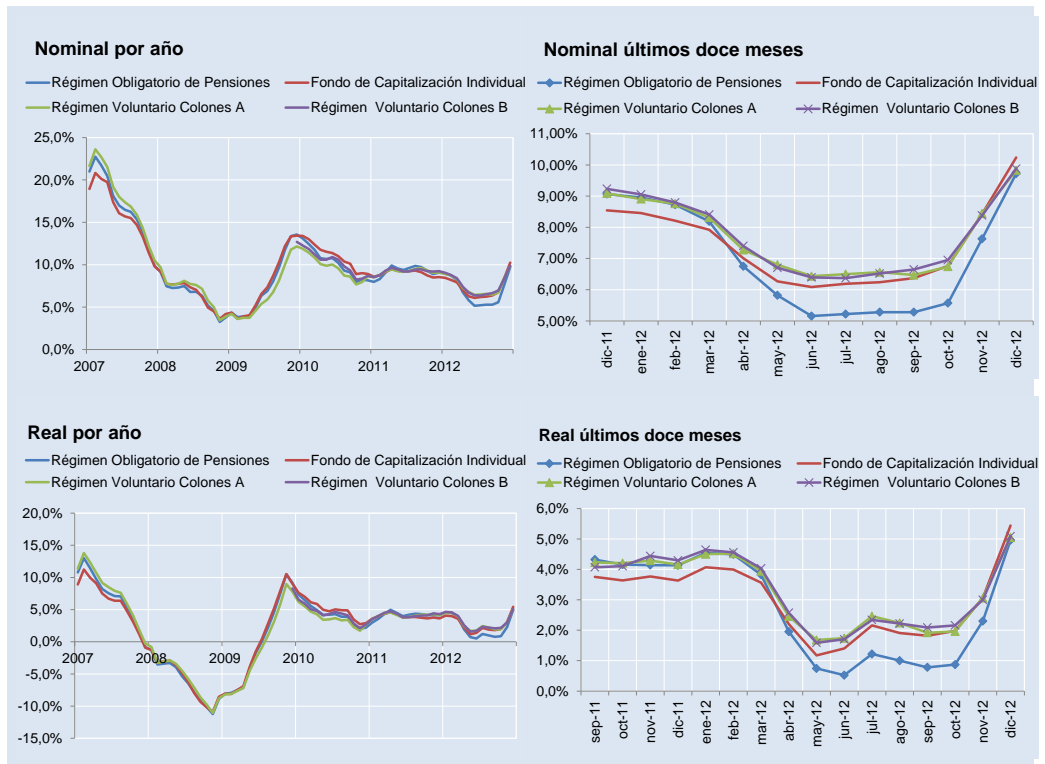 Nominal por año
Régimen Obligatorio de Pensiones
Fondo de Capitalización Individual
Régimen Voluntario Colones A
Régimen Voluntario Colones B
25,0%
20,0%
15,0%
10,0%
5,0%
0,0%
2007 2008 2009 2010 2011 2012
Nominal últimos doce meses
Régimen Obligatorio de Pensiones
Fondo de Capitalización Individual
Régimen Voluntario Colones A
Régimen Voluntario Colones B
11,00%
10,00%
9,00%
8,00%
7,00%
6,00%
5,00%
dic-11 ene-12 feb-12 mar-12 abr-12 may-12 jun-12 jul-12 ago-12 sep-12 oct-12 nov-12 dic-12
Real por año
Régimen Obligatorio de Pensiones
Fondo de Capitalización Individual
Régimen Voluntario Colones A
Régimen Voluntario Colones B
20,0%
15,0%
10,0%
5,0%
0,0%
-5,0%
-10,0%
-15,0%
2007 2008 2009 2010 2011 2012
Real últimos doce meses
Régimen Obligatorio de Pensiones
Fondo de Capitalización Individual
Régimen Voluntario Colones A
Régimen Voluntario Colones B
6,0%
5,0%
4,0%
3,0%
2,0%
1,0%
0,0%
sep-11 oct-11 nov-11 dic-11 ene-12 feb-12 mar-12 abr-12 may-12 jun-12 jul-12 ago-12 sep-12 oct-12 nov-12 dic-12